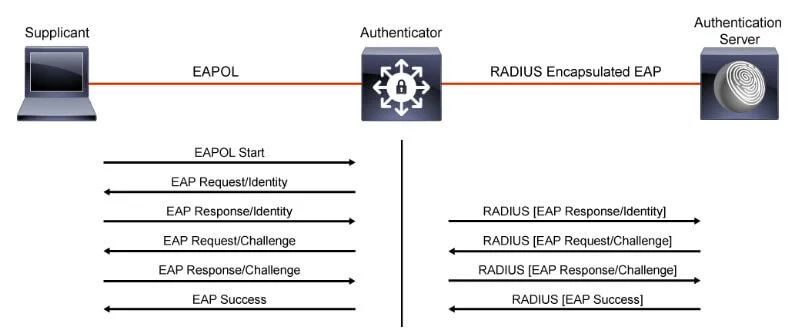 Supplicant
Authenticator
Authentication
Server
EAPOL
RADIUS Encapsulated EAP
EAPOL Start
EAP Request/Identity
EAP Response/Identity
RADIUS [EAP Response/Identity]
EAP Request/Challenge
RADIUS [EAP Request/Challenge]
EAP Response/Challenge
RADIUS [EAP Response/Challenge]
EAP Success
RADIUS [EAP Success]